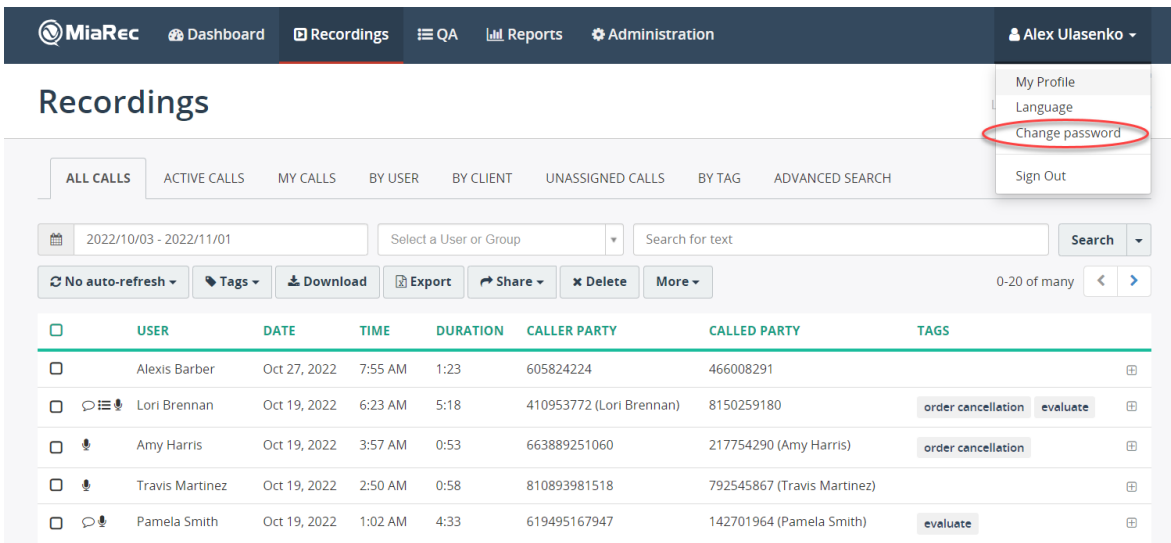 MiaRec Dashboard Recordings QA Reports Administration Alex Ulasenko
My Profile
Recordings
Language
Change password
Sign Out
ALL CALLS ACTIVE CALLS MY CALLS BY USER BY CLIENT UNASSIGNED CALLS BY TAG ADVANCED SEARCH
2022/10/03 - 2022/11/01 Select a User or Group Search for text Search
No auto-refresh Tags Download Export Share Delete More 0-20 of many
USER DATE TIME DURATION CALLER PARTY CALLED PARTY TAGS
Alexis Barber Oct 27, 2022 7:55 AM 1:23 605824224 466008291
Lori Brennan Oct 19, 2022 6:23 AM 5:18 410953772 (Lori Brennan) 8150259180 order cancellation evaluate
Amy Harris Oct 19, 2022 3:57 AM 0:53 663889251060 217754290 (Amy Harris) order cancellation
Travis Martinez Oct 19, 2022 2:50 AM 0:58 810893981518 792545867 (Travis Martinez)
Pamela Smith Oct 19, 2022 1:02 AM 4:33 619495167947 142701964 (Pamela Smith) evaluate